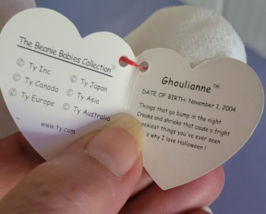 The Beanie Babies Collection®
© Ty Inc.
© Ty Canada
© Ty Europe
© Ty Japan
© Ty Asia
© Ty Australia
www.ty.com
Ghoulianne™
DATE OF BIRTH: November 1, 2004
Things that go bump in the night
Creaks and shrieks that cause a fright
spookiest things you've ever seen
is why I love Halloween!